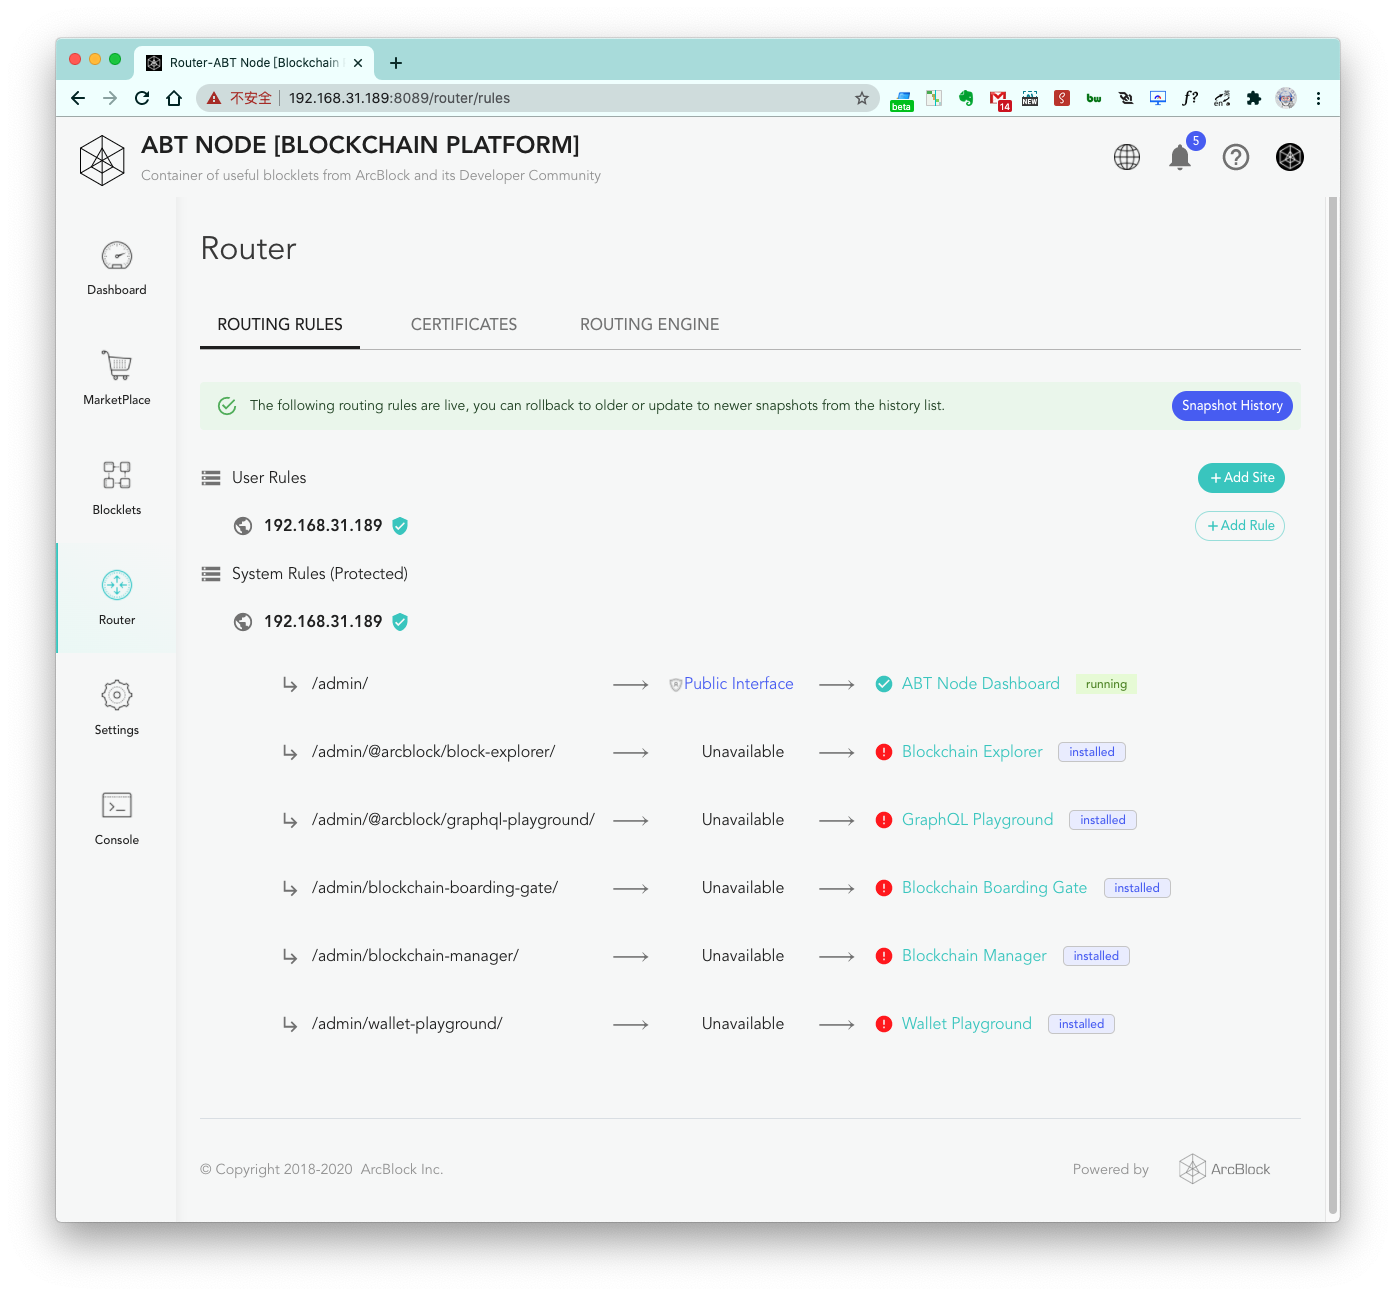 Router-ABT Node [Blockchain
不安全 192.168.31.189:8089/router/rules
beta
14
NEW
bw
f?
en
ABT NODE [BLOCKCHAIN PLATFORM]
Container of useful blocklets from ArcBlock and its Developer Community
5
Dashboard
MarketPlace
Blocklets
Router
Settings
Console
Router
ROUTING RULES CERTIFICATES ROUTING ENGINE
The following routing rules are live, you can rollback to older or update to newer snapshots from the history list. Snapshot History
User Rules + Add Site
192.168.31.189 + Add Rule
System Rules (Protected)
192.168.31.189
/admin/ Public Interface ABT Node Dashboard running
/admin/@arcblock/block-explorer/ Unavailable Blockchain Explorer installed
/admin/@arcblock/graphql-playground/ Unavailable GraphQL Playground installed
/admin/blockchain-boarding-gate/ Unavailable Blockchain Boarding Gate installed
/admin/blockchain-manager/ Unavailable Blockchain Manager installed
/admin/wallet-playground/ Unavailable Wallet Playground installed
© Copyright 2018-2020 ArcBlock Inc. Powered by ArcBlock